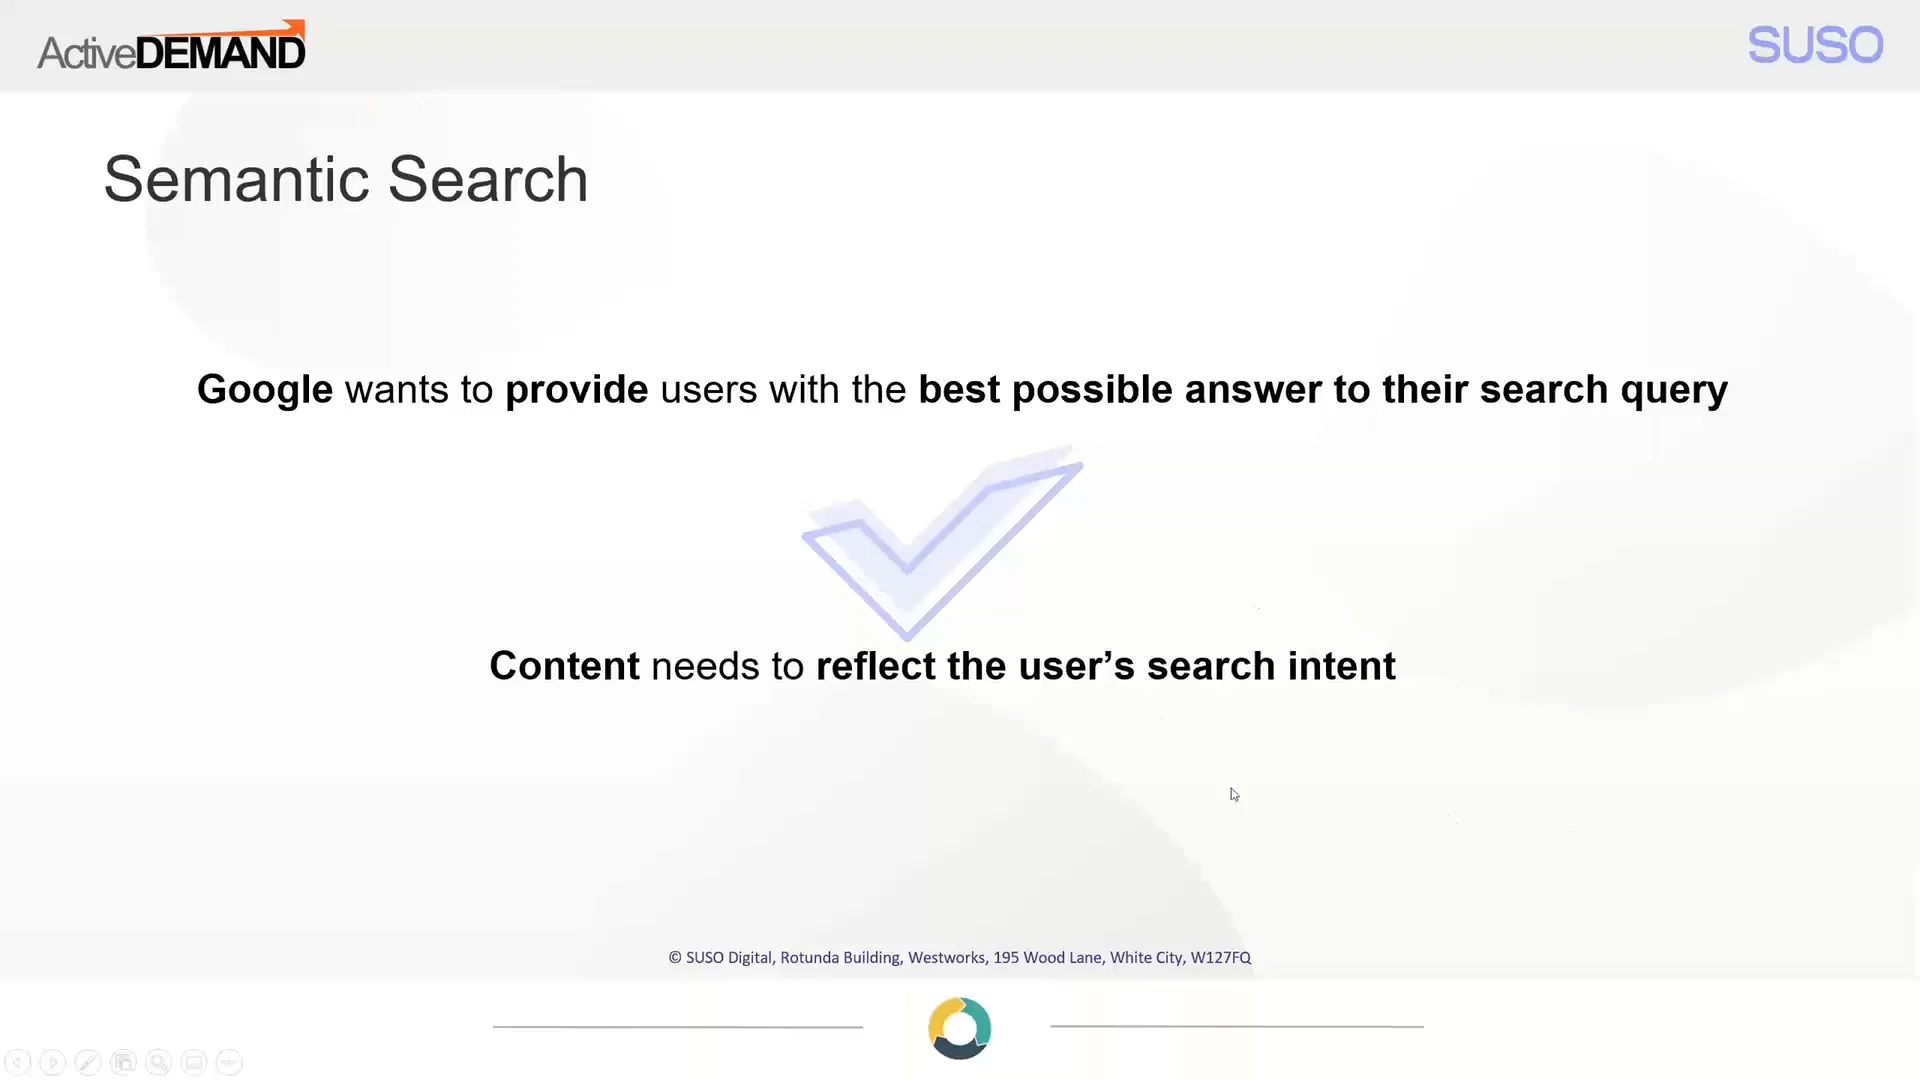 ActiveDEMAND
SUSO
Semantic Search
Google wants to provide users with the best possible answer to their search query
Content needs to reflect the user’s search intent
© SUSO Digital, Rotunda Building, Westworks, 195 Wood Lane, White City, W127FQ